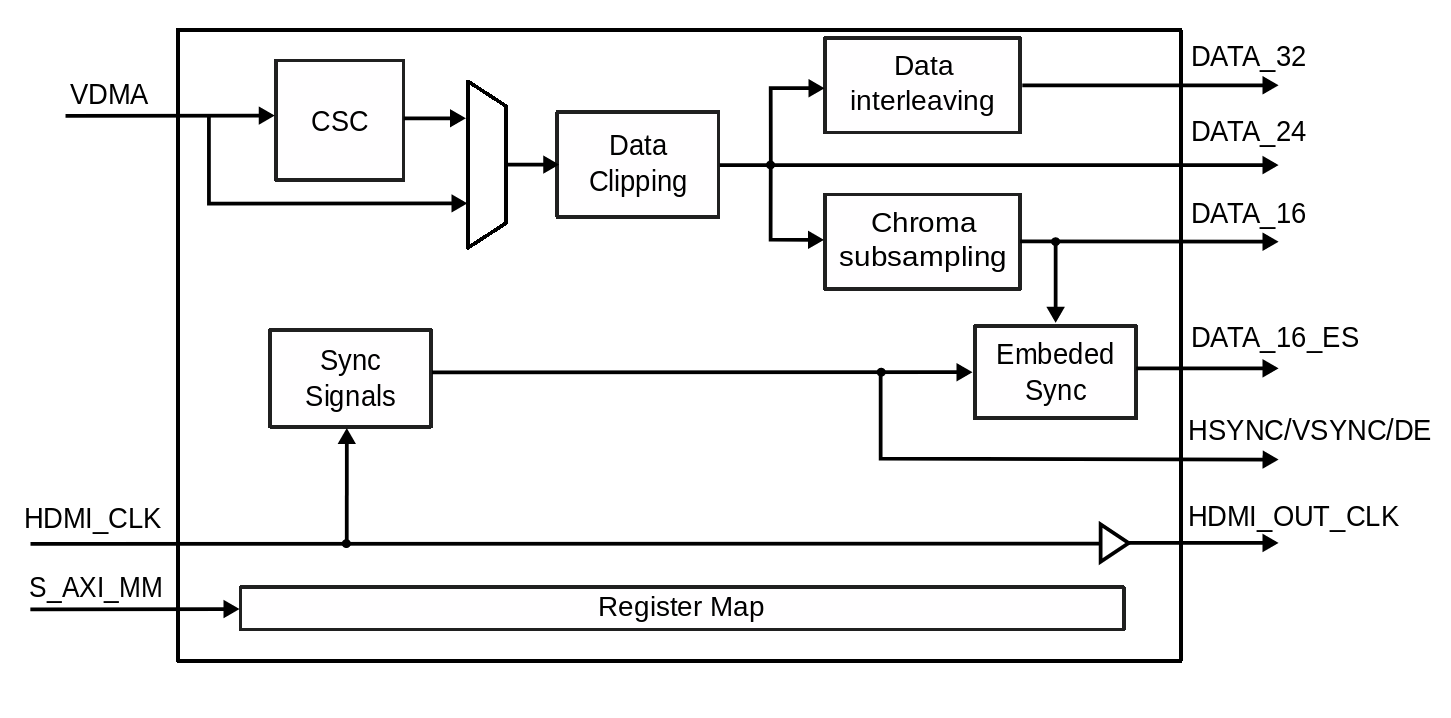 DATA_32
Data
interleaving
VDMA
CSC
DATA_24
Data
Clipping
DATA_16
Chroma
subsampling
DATA_16_ES
Sync
Signals
Embeded
Sync
HSYNC/VSYNC/DE
HDMI_CLK
HDMI_OUT_CLK
S_AXI_MM
Register Map